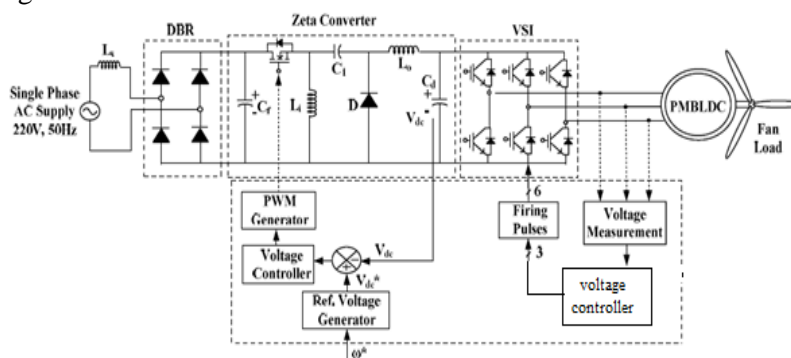 Zeta Converter
DBR
VSI
Ls
C1
Lo
Cd
Single Phase
AC Supply
220V, 50Hz
Cf
Li
D
Vdc
PMBLDC
Fan
Load
6
PWM
Generator
Firing
Pulses
Voltage
Measurement
Vdc
3
Voltage
Controller
Vdc*
voltage
controller
Ref. Voltage
Generator
ω*